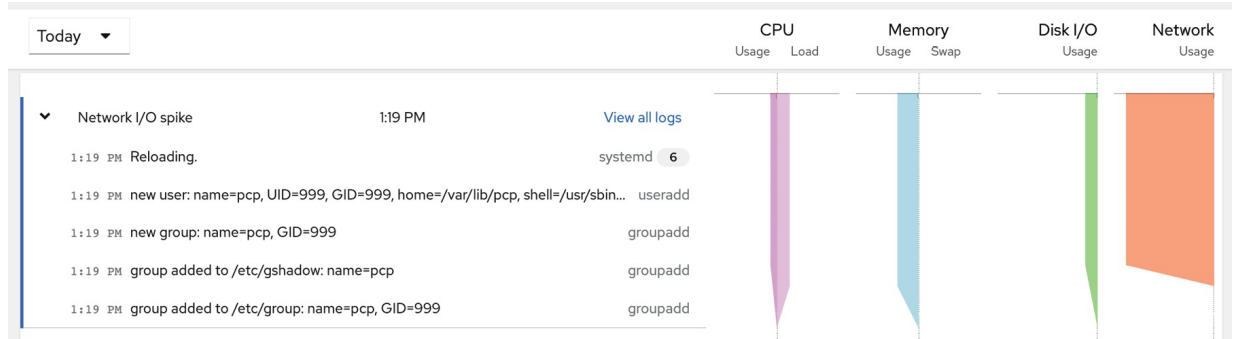 Today
CPU Memory Disk I/O Network
Usage Load Usage Swap Usage Usage
Network I/O spike 1:19 PM View all logs
1:19 PM Reloading. systemd 6
1:19 PM new user: name=pcp, UID=999, GID=999, home=/var/lib/pcp, shell=/usr/sbin... useradd
1:19 PM new group: name=pcp, GID=999 groupadd
1:19 PM group added to /etc/gshadow: name=pcp groupadd
1:19 PM group added to /etc/group: name=pcp, GID=999 groupadd